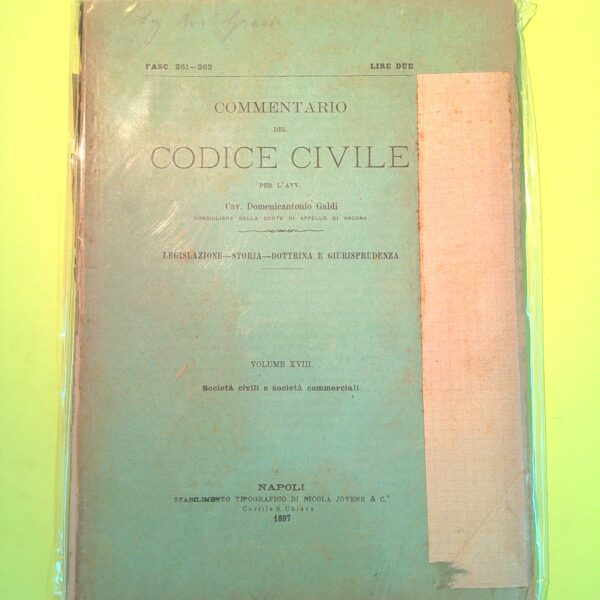 FASC. 261—262 LIRE DUE
COMMENTARIO
DEL
CODICE CIVILE
PER L'AVV.
Cav. Domenicantonio Galdi
CONSIGLIERE DELLA CORTE DI APPELLO DI ANCONA
LEGISLAZIONE—STORIA—DOTTRINA E GIURISPRUDENZA
VOLUME XVIII.
Società civili e società commerciali.
NAPOLI
STABILIMENTO TIPOGRAFICO DI NICOLA JOVENE & C.º
Cortile S. Chiara
1897